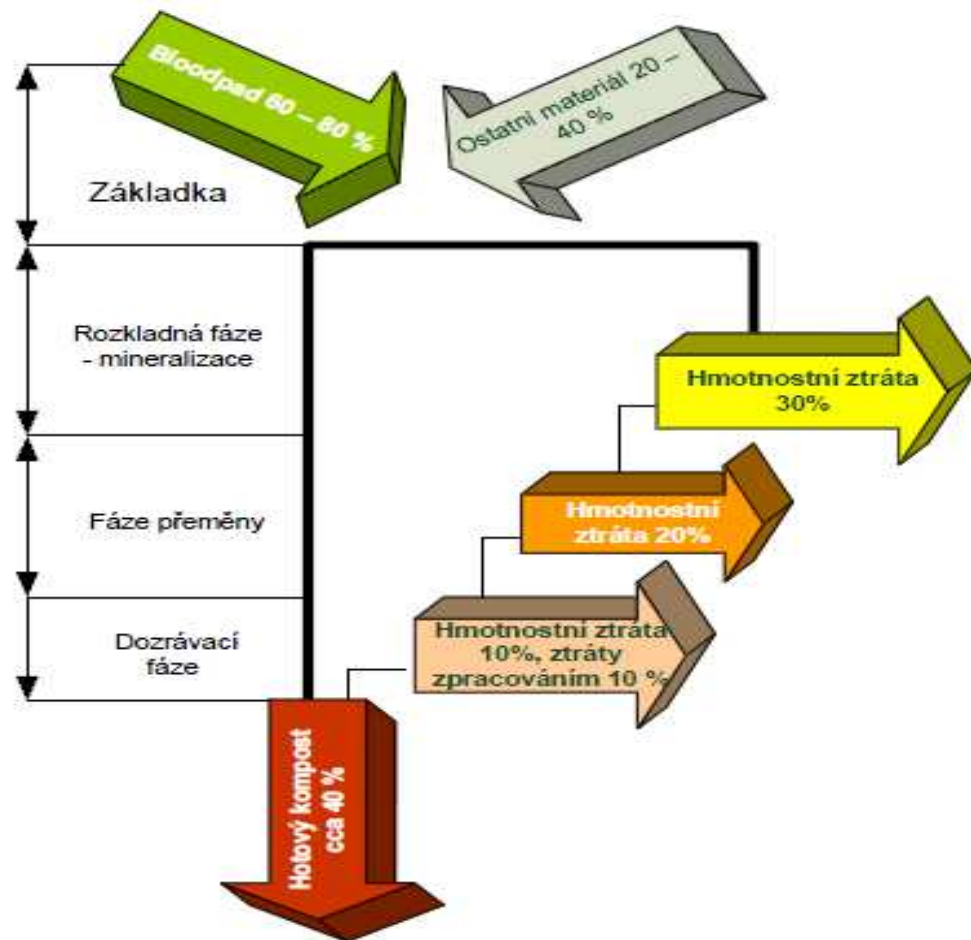 Bloodpad 60 – 80 %
Ostatní materiál 20 –
40 %
Základka
Rozkladná fáze
- mineralizace
Hmotnostní ztráta
30%
Fáze přeměny
Hmotnostní
ztráta 20%
Dozrávací
fáze
Hmotnostní ztráta
10%, ztráty
zpracováním 10 %
Hotový kompost
cca 40 %